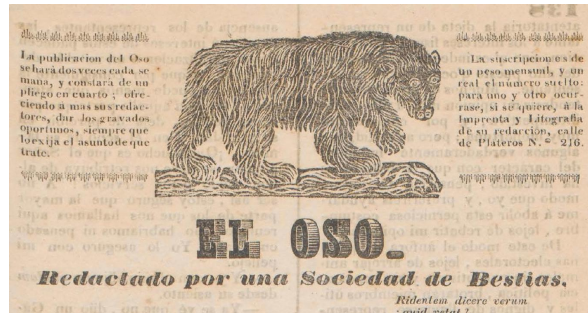 La publicacion del Oso
se hará dos veces cada se
mana, y constará de un
pliego en cuarto; ofre-
ciendo a mas sus redac-
tores, dar los gravados
oportunos, siempre que
lo exija el asunto de que
trate.
La suscripcion es de
un peso mensual, y un
real el número suelto:
para uno y otro ocur-
rase, si se quiere, á la
Imprenta y Litografia
de su redaccion, calle
de Plateros N.º 216.
EL OSO.
Redactado por una Sociedad de Bestias.
Ridentem dicere verum
quid vetat?